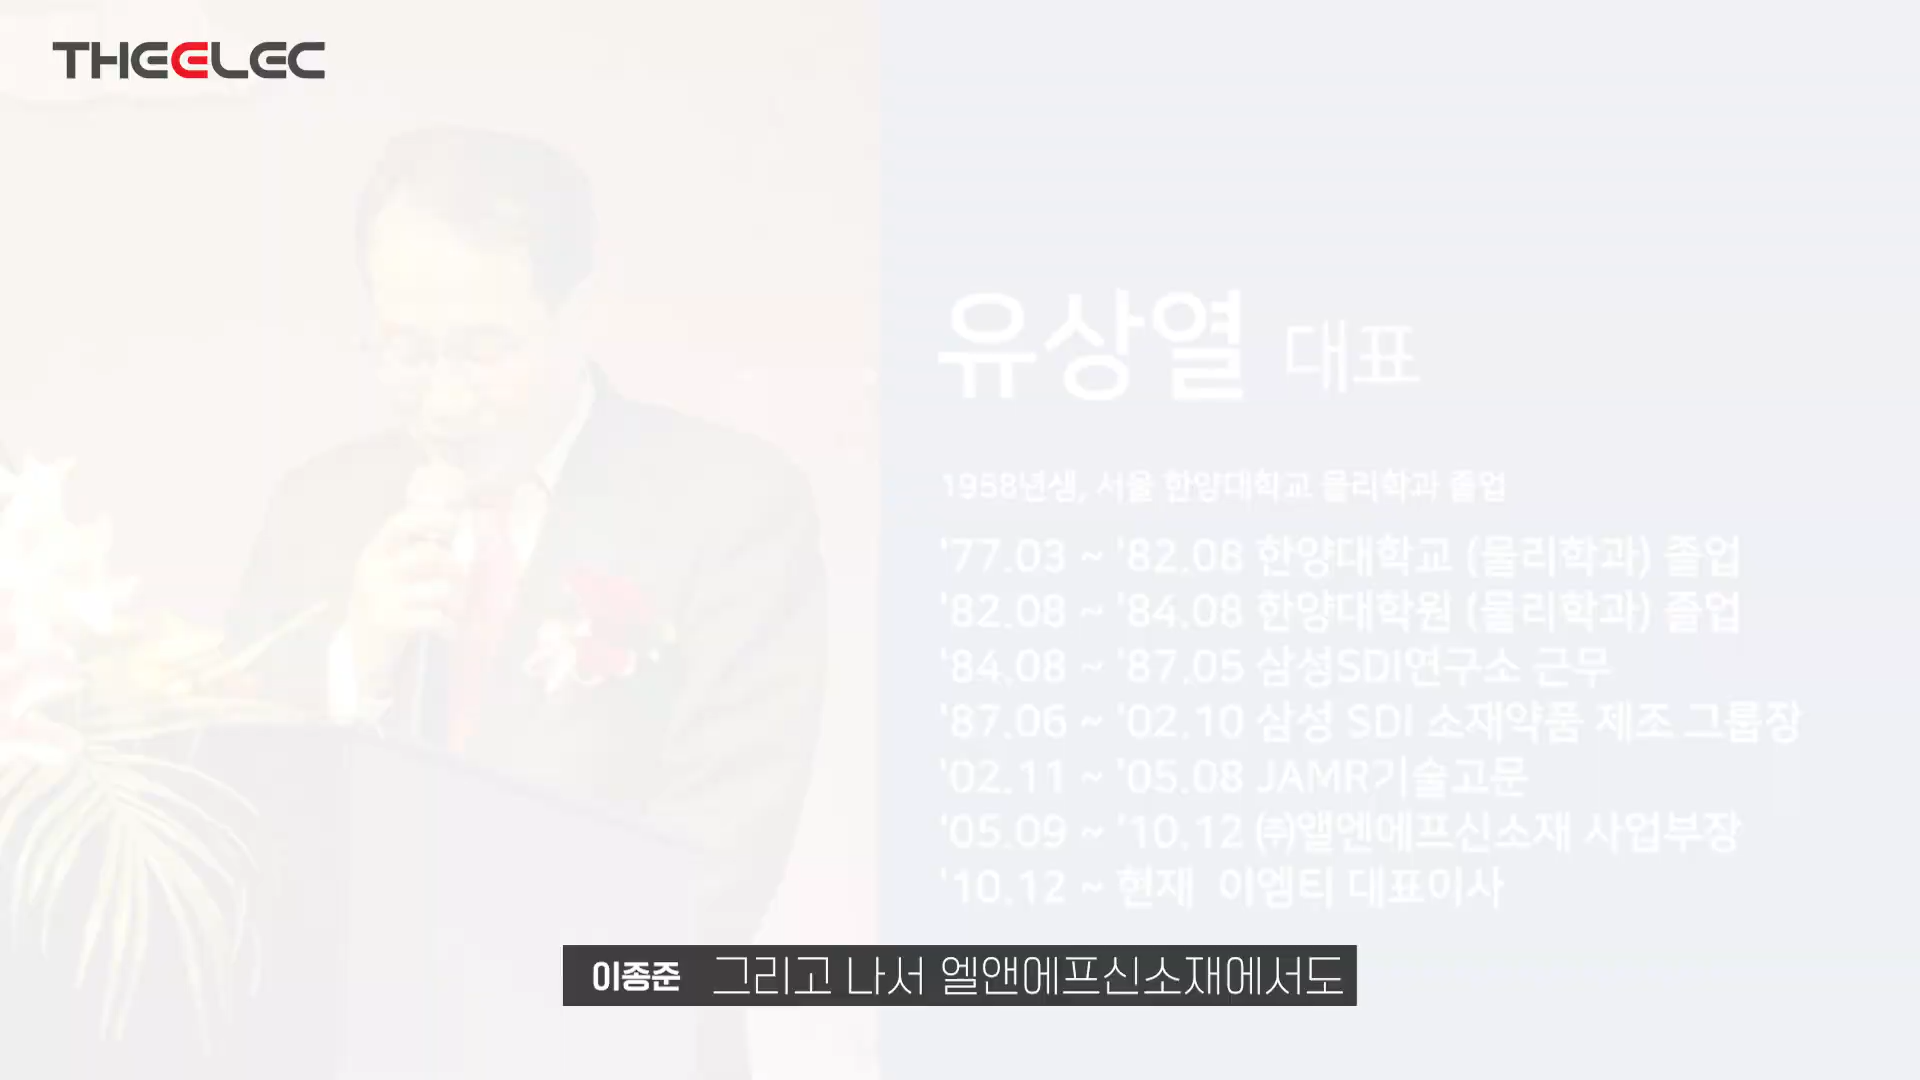 THEELEC
유상열 대표
1958년생, 서울 한양대학교 물리학과 졸업
'77.03 ~ '82.08 한양대학교 (물리학과) 졸업
'82.08 ~ '84.08 한양대학원 (물리학과) 졸업
'84.08 ~ '87.05 삼성SDI연구소 근무
'87.06 ~ '02.10 삼성 SDI 소재약품 제조 그룹장
'02.11 ~ '05.08 JAMR기술고문
'05.09 ~ '10.12 ㈜앨엔에프신소재 사업부장
'10.12 ~ 현재 이엠티 대표이사
이종준 그리고 나서 엘앤에프신소재에서도